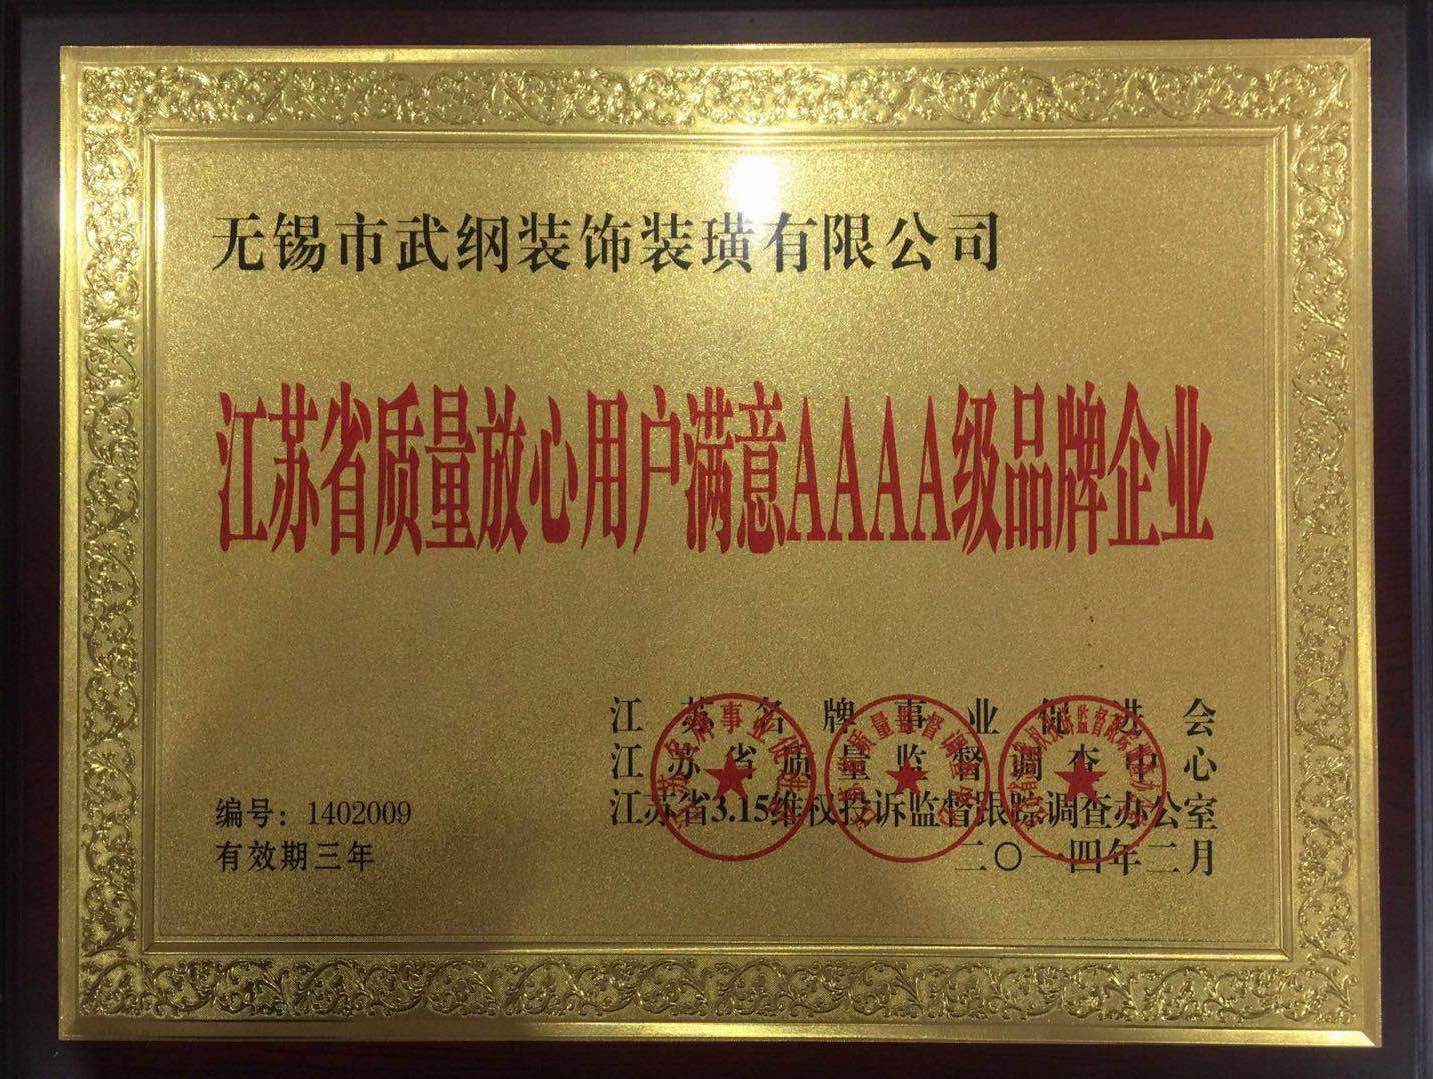 无锡市武纲装饰装璜有限公司
江苏省质量放心用户满意AAAA级品牌企业
江苏名牌事业促进会
江苏省质量监督调查中心
江苏省3.15维权投诉监督跟踪调查办公室
二〇一四年二月
编号：1402009
有效期三年